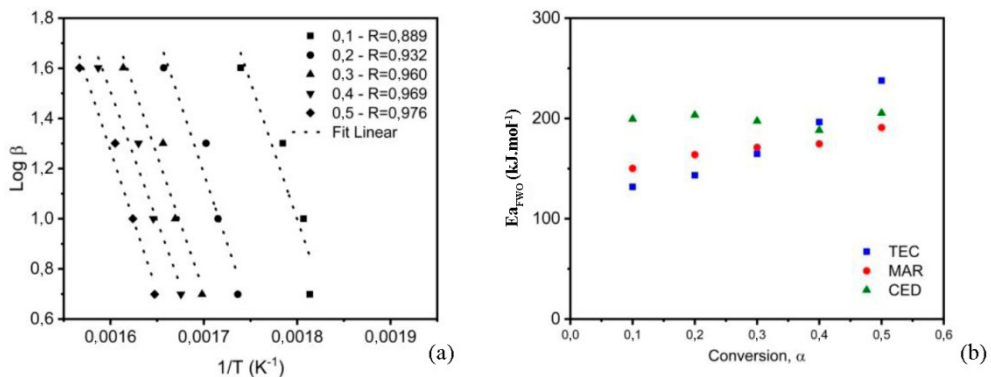 1,8
1,6
1,4
1,2
1,0
0,8
0,6
Log β
0,1 - R=0,889
0,2 - R=0.932
0,3 - R=0.960
0,4 - R=0,969
0,5 - R=0,976
Fit Linear
0,0016
0,0017
0,0018
0,0019
1/T (K⁻¹)
(a)
300
200
100
0
Ea_FWO (kJ.mol⁻¹)
TEC
MAR
CED
0,0
0,1
0,2
0,3
0,4
0,5
0,6
Conversion, α
(b)